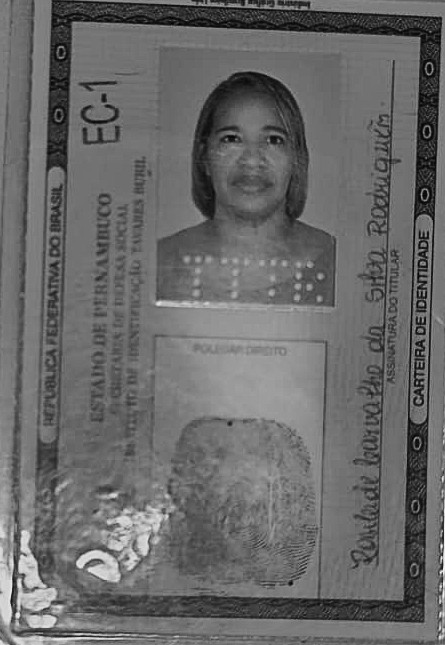 REPÚBLICA FEDERATIVA DO BRASIL
EC-1
ESTADO DE PERNAMBUCO
SECRETARIA DE DEFESA SOCIAL
INSTITUTO DE IDENTIFICAÇÃO TAVARES BURIL
POLEGAR DIREITO
carvalho da Silva Rodrigues.
ASSINATURA DO TITULAR
CARTEIRA DE IDENTIDADE